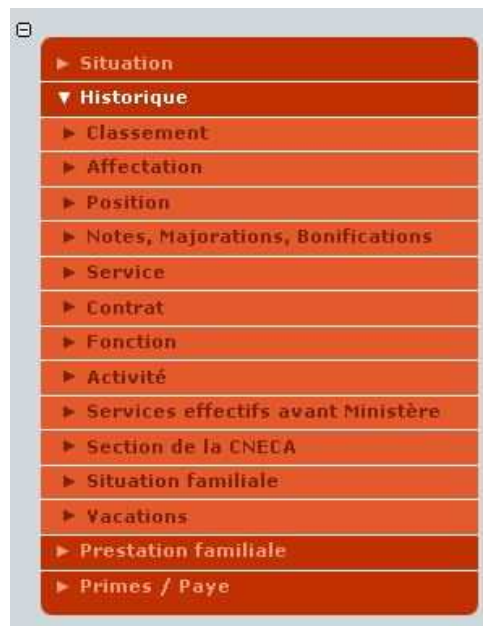 Situation
Historique
Classement
Affectation
Position
Notes, Majorations, Bonifications
Service
Contrat
Fonction
Activité
Services effectifs avant Ministère
Section de la CNECA
Situation familiale
Vacations
Prestation familiale
Primes / Paye